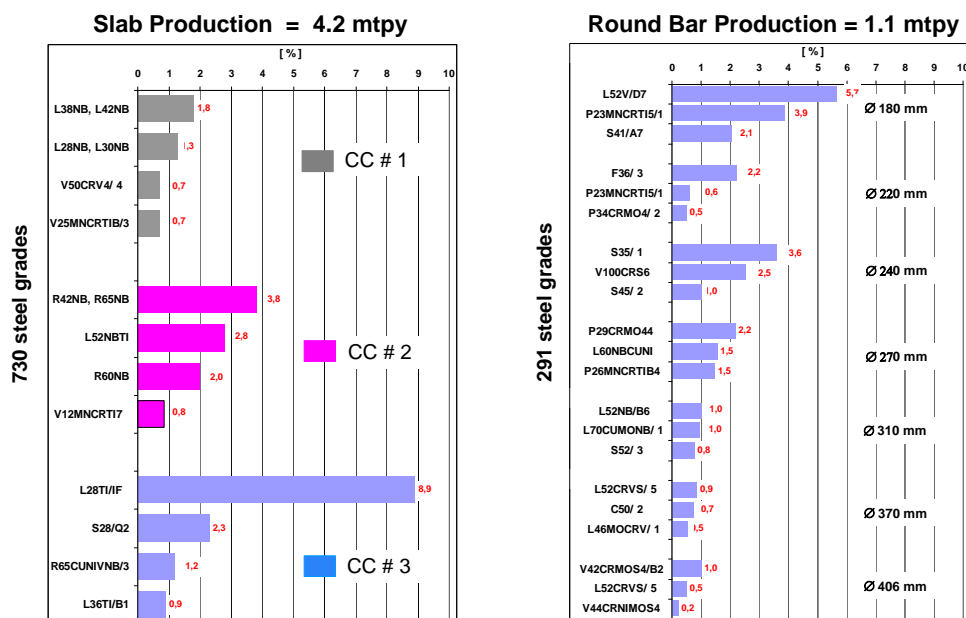 Slab Production = 4.2 mtpy
[ % ]
0 1 2 3 4 5 6 7 8 9 10
730 steel grades
L38NB, L42NB 1,8
L28NB, L30NB 1,3
V50CRV4/ 4 0,7
V25MNCRTIB/3 0,7
CC # 1
R42NB, R65NB 3,8
L52NBTI 2,8
R60NB 2,0
V12MNCRTI7 0,8
CC # 2
L28TI/IF 8,9
S28/Q2 2,3
R65CUNIVNB/3 1,2
L36TI/B1 0,9
CC # 3
Round Bar Production = 1.1 mtpy
[ % ]
0 1 2 3 4 5 6 7 8 9 10
291 steel grades
L52V/D7 5,7
P23MNCRTI5/1 3,9
S41/A7 2,1
Ø 180 mm
F36/ 3 2,2
P23MNCRTI5/1 0,6
P34CRMO4/ 2 0,5
Ø 220 mm
S35/ 1 3,6
V100CRS6 2,5
S45/ 2 1,0
Ø 240 mm
P29CRMO44 2,2
L60NBCUNI 1,5
P26MNCRTIB4 1,5
Ø 270 mm
L52NB/B6 1,0
L70CUMONB/ 1 1,0
S52/ 3 0,8
Ø 310 mm
L52CRVS/ 5 0,9
C50/ 2 0,7
L46MOCRV/ 1 0,5
Ø 370 mm
V42CRMOS4/B2 1,0
L52CRVS/ 5 0,5
V44CRNIMOS4 0,2
Ø 406 mm